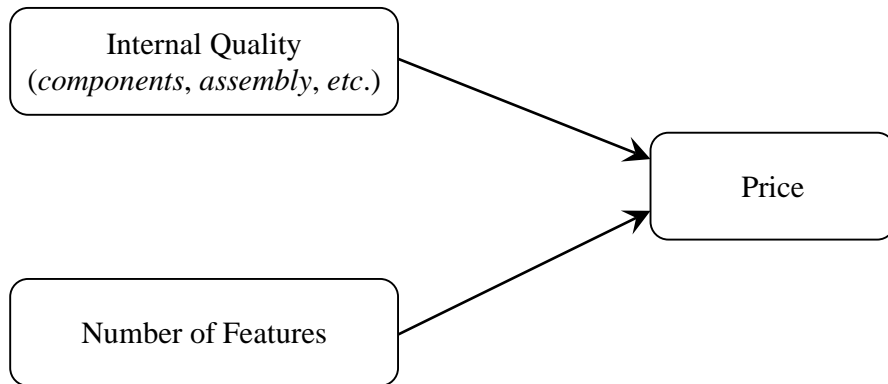 Internal Quality
(components, assembly, etc.)
Price
Number of Features